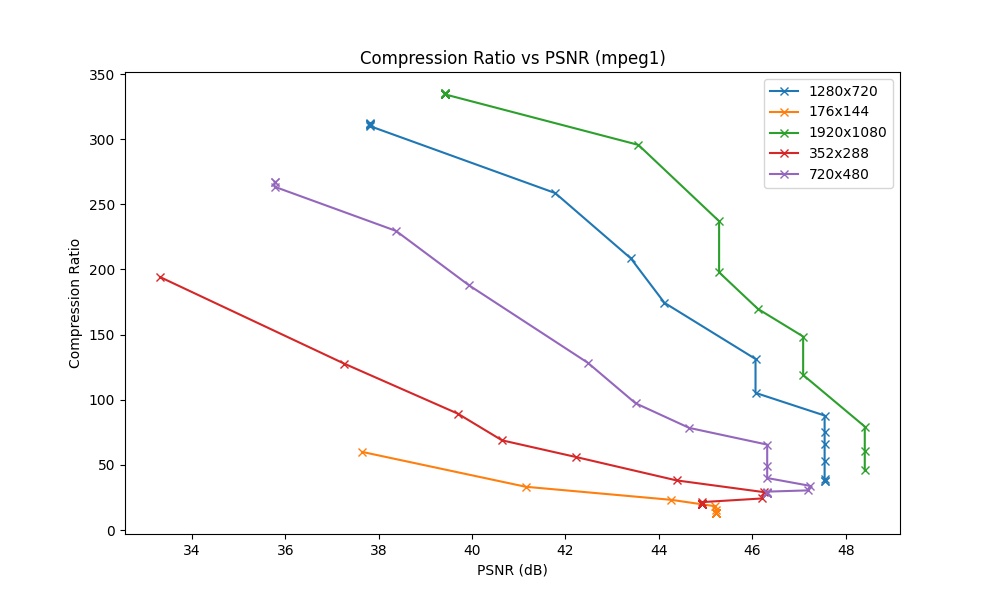 Compression Ratio vs PSNR (mpeg1)
350
300
250
200
150
100
50
0
Compression Ratio
1280x720
176x144
1920x1080
352x288
720x480
34 36 38 40 42 44 46 48
PSNR (dB)